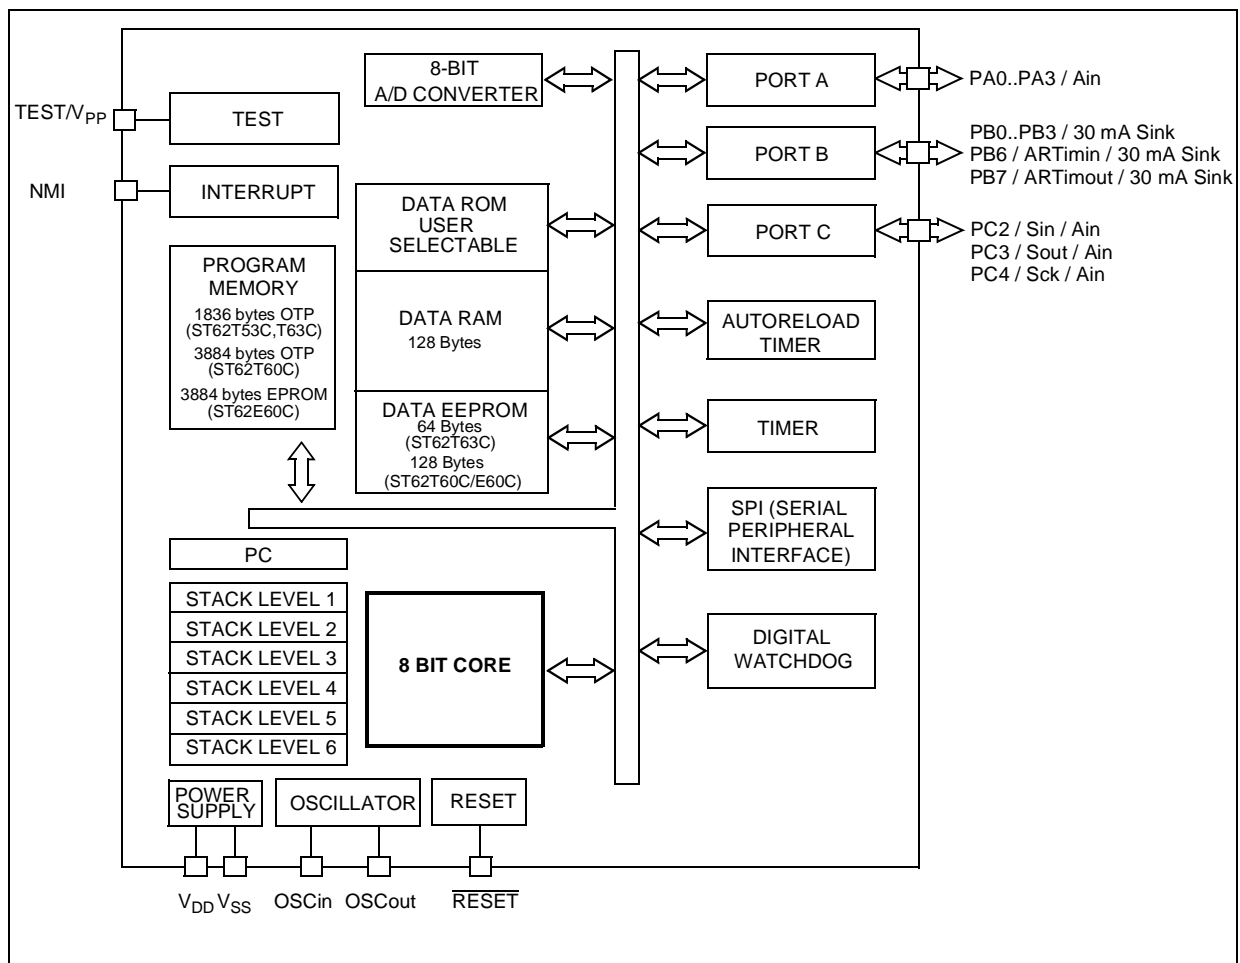 8-BIT
A/D CONVERTER
PORT A
PA0..PA3 / Ain
TEST/VPP
TEST
PORT B
PB0..PB3 / 30 mA Sink
PB6 / ARTimin / 30 mA Sink
PB7 / ARTimout / 30 mA Sink
NMI
INTERRUPT
DATA ROM
USER
SELECTABLE
PORT C
PC2 / Sin / Ain
PC3 / Sout / Ain
PC4 / Sck / Ain
PROGRAM
MEMORY
1836 bytes OTP
(ST62T53C,T63C)
3884 bytes OTP
(ST62T60C)
3884 bytes EPROM
(ST62E60C)
DATA RAM
128 Bytes
AUTORELOAD
TIMER
DATA EEPROM
64 Bytes
(ST62T63C)
128 Bytes
(ST62T60C/E60C)
TIMER
SPI (SERIAL
PERIPHERAL
INTERFACE)
PC
STACK LEVEL 1
STACK LEVEL 2
STACK LEVEL 3
STACK LEVEL 4
STACK LEVEL 5
STACK LEVEL 6
8 BIT CORE
DIGITAL
WATCHDOG
POWER
SUPPLY
OSCILLATOR
RESET
VDD VSS
OSCin OSCout
RESET